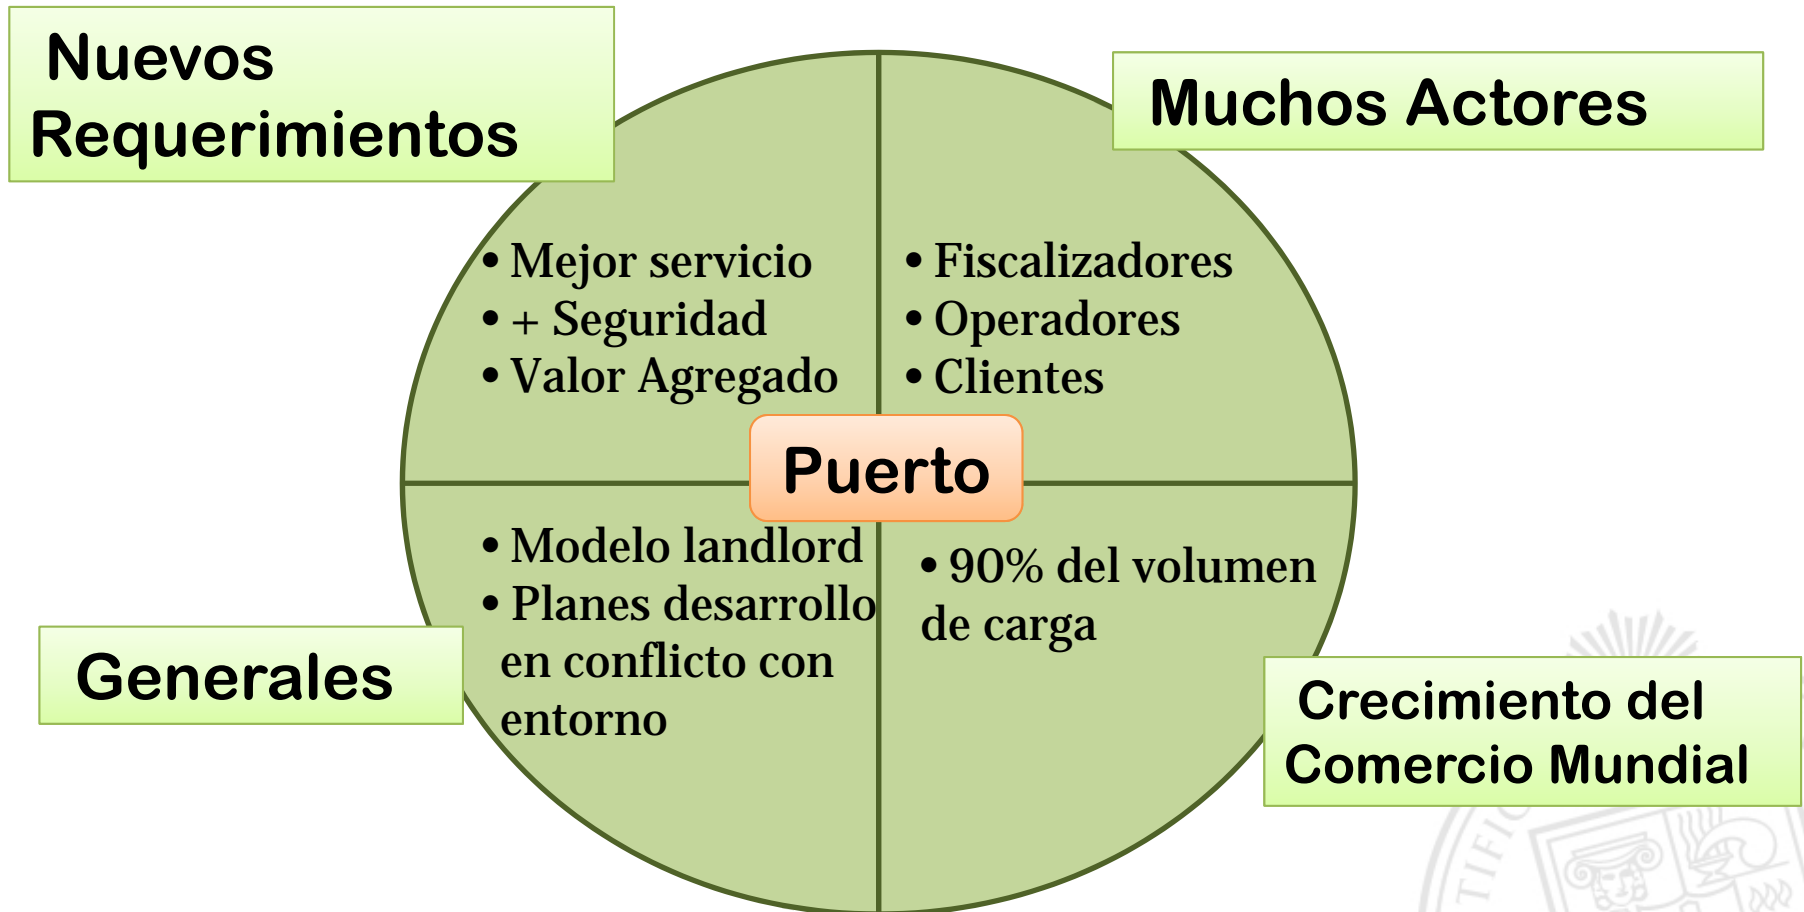 Nuevos
Requerimientos
Muchos Actores
• Mejor servicio
• + Seguridad
• Valor Agregado
• Fiscalizadores
• Operadores
• Clientes
Puerto
• Modelo landlord
• Planes desarrollo
en conflicto con
entorno
• 90% del volumen
de carga
Generales
Crecimiento del
Comercio Mundial